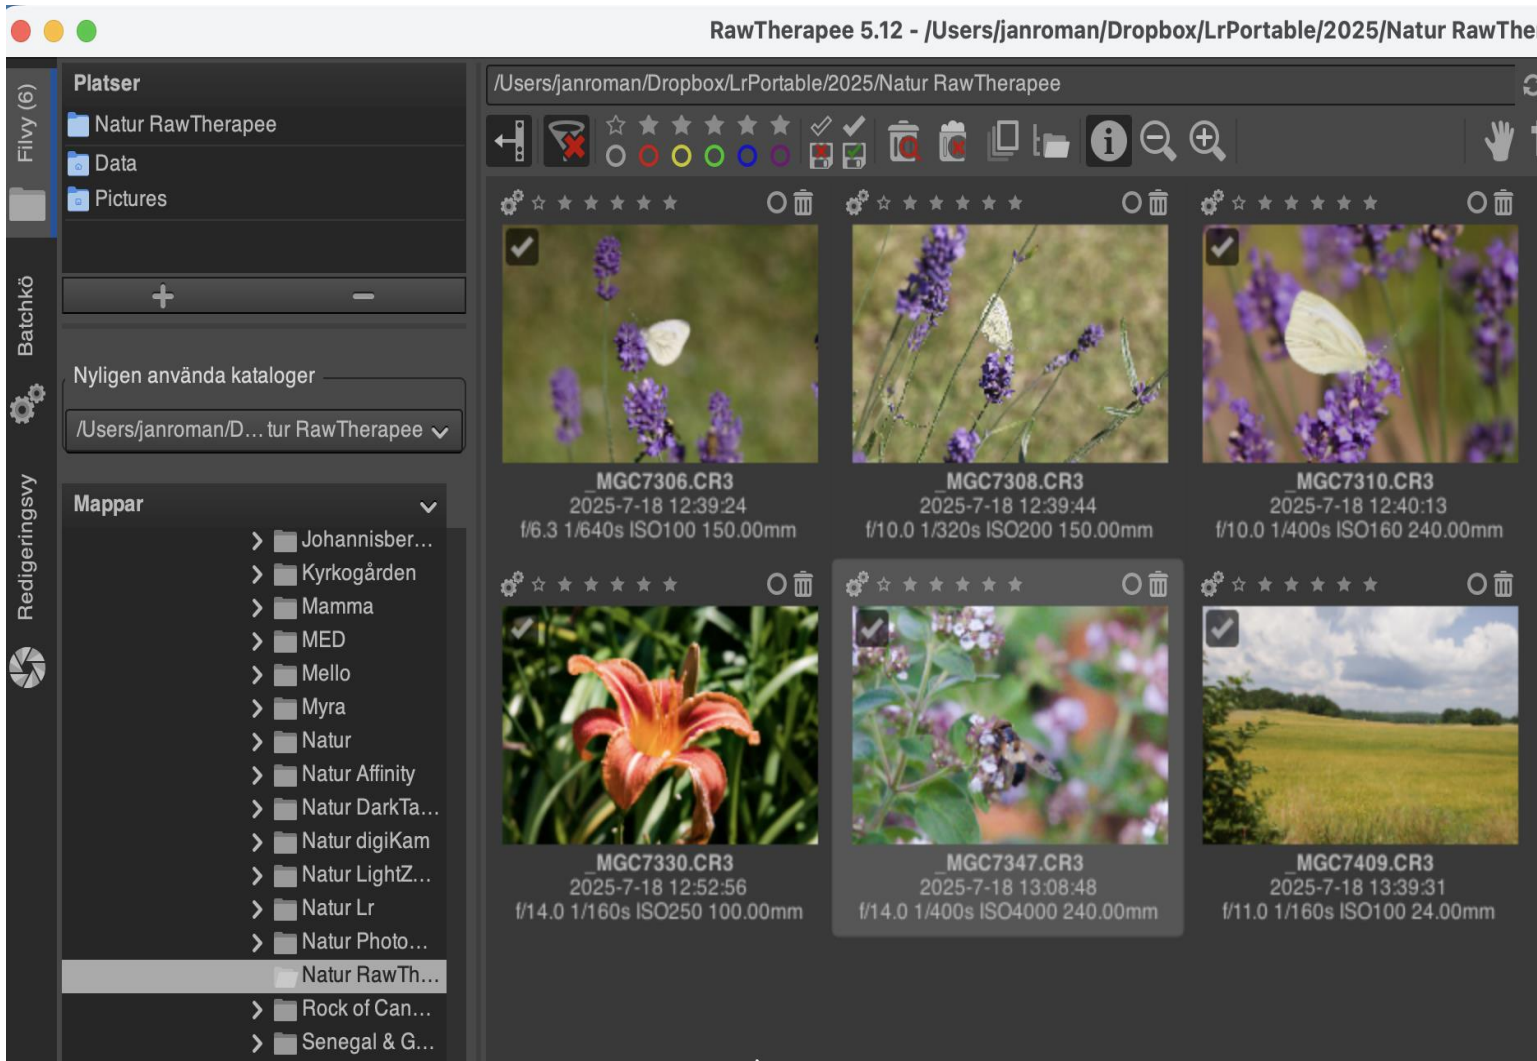 RawTherapee 5.12 - /Users/janroman/Dropbox/LrPortable/2025/Natur RawThe
Filvy (6)
Batchkö
Redigeringsvy
Platser
Natur RawTherapee
Data
Pictures
Nyligen använda kataloger
/Users/janroman/D... tur RawTherapee
Mappar
Johannisber...
Kyrkogården
Mamma
MED
Mello
Myra
Natur
Natur Affinity
Natur DarkTa...
Natur digiKam
Natur LightZ...
Natur Lr
Natur Photo...
Natur RawTh...
Rock of Can...
Senegal & G...
/Users/janroman/Dropbox/LrPortable/2025/Natur RawTherapee
_MGC7306.CR3
2025-7-18 12:39:24
f/6.3 1/640s ISO100 150.00mm
_MGC7308.CR3
2025-7-18 12:39:44
f/10.0 1/320s ISO200 150.00mm
_MGC7310.CR3
2025-7-18 12:40:13
f/10.0 1/400s ISO160 240.00mm
_MGC7330.CR3
2025-7-18 12:52:56
f/14.0 1/160s ISO250 100.00mm
_MGC7347.CR3
2025-7-18 13:08:48
f/14.0 1/400s ISO4000 240.00mm
_MGC7409.CR3
2025-7-18 13:39:31
f/11.0 1/160s ISO100 24.00mm